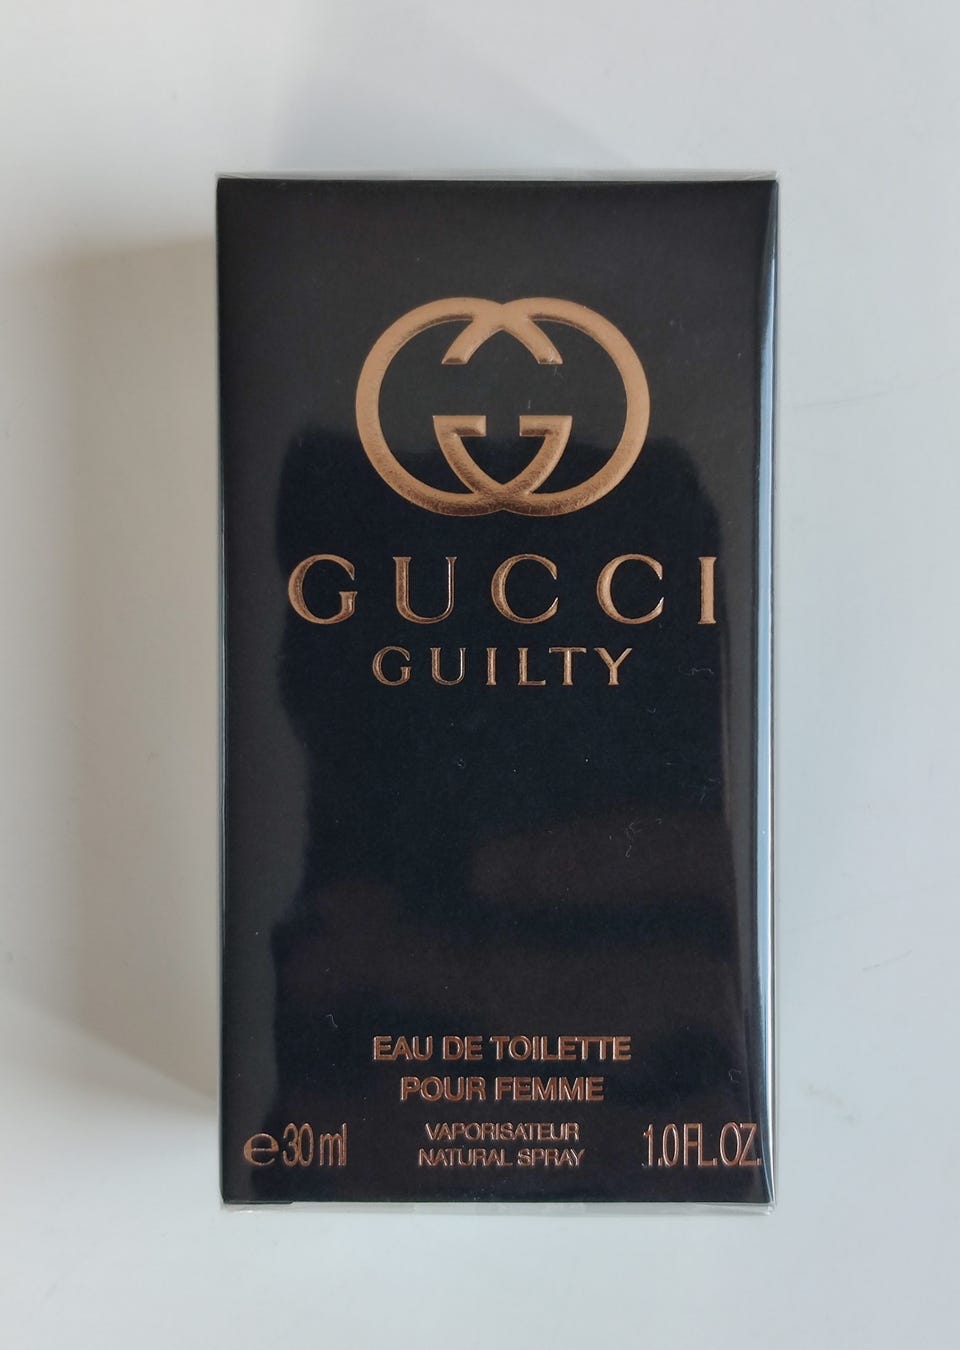 GUCCI
GUILTY
EAU DE TOILETTE
POUR FEMME
VAPORISATEUR
NATURAL SPRAY
℮ 30 ml
1.0 FL.OZ.